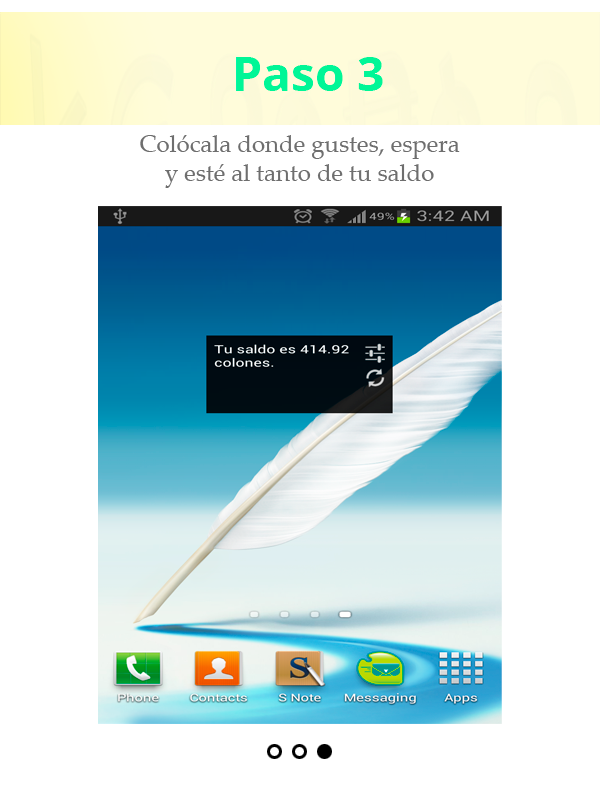 Paso 3
Colócala donde gustes, espera
y esté al tanto de tu saldo
49% 3:42 AM
Tu saldo es 414.92
colones.
Phone Contacts S Note Messaging Apps